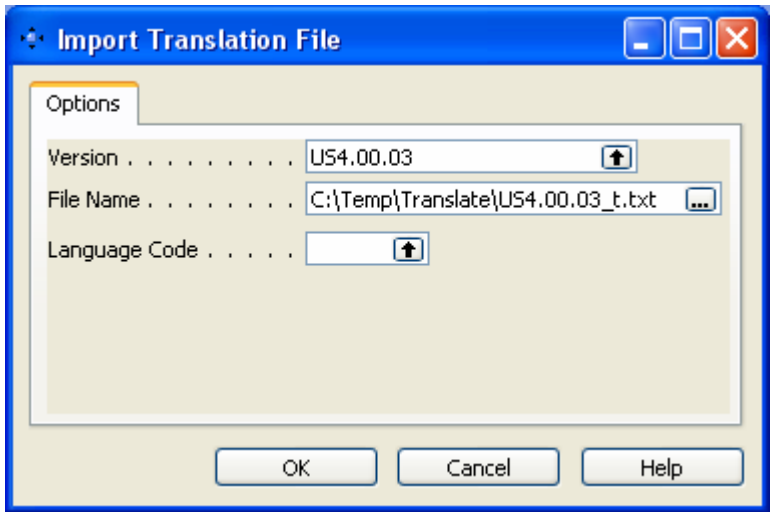 Import Translation File
Options
Version . . . . . . . . . US4.00.03
File Name . . . . . . . . C:\Temp\Translate\US4.00.03_t.txt ...
Language Code . . . . .
OK Cancel Help